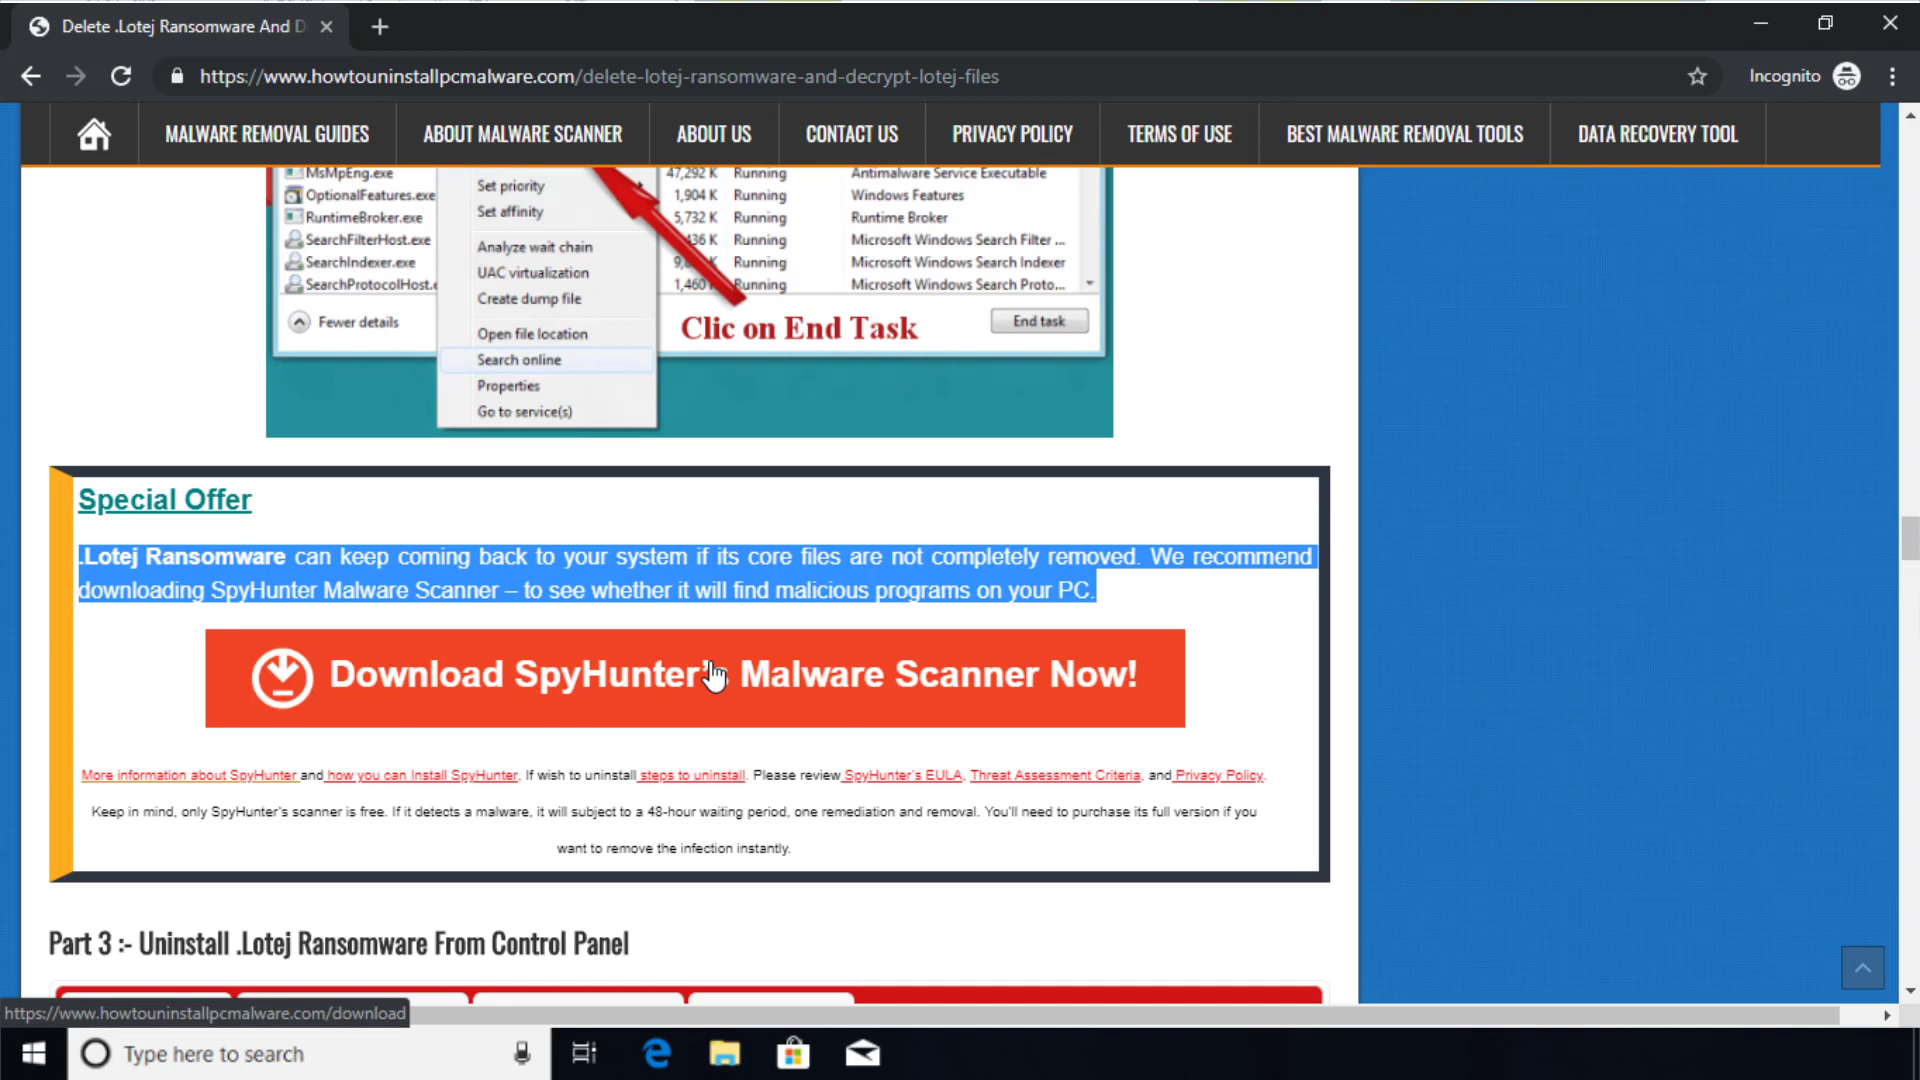 Delete .Lotej Ransomware And D
https://www.howtouninstallpcmalware.com/delete-lotej-ransomware-and-decrypt-lotej-files
Incognito
MALWARE REMOVAL GUIDES
ABOUT MALWARE SCANNER
ABOUT US
CONTACT US
PRIVACY POLICY
TERMS OF USE
BEST MALWARE REMOVAL TOOLS
DATA RECOVERY TOOL
MsMpEng.exe 47,292 K Running Antimalware Service Executable
OptionalFeatures.exe Set priority 1,904 K Running Windows Features
RuntimeBroker.exe Set affinity 5,732 K Running Runtime Broker
SearchFilterHost.exe Analyze wait chain 436 K Running Microsoft Windows Search Filter ...
SearchIndexer.exe UAC virtualization Running Microsoft Windows Search Indexer
SearchProtocolHost.e Create dump file 1,460 Running Microsoft Windows Search Proto...
Fewer details
Open file location
Search online
Properties
Go to service(s)
Clic on End Task
End task
Special Offer
.Lotej Ransomware can keep coming back to your system if its core files are not completely removed. We recommend
downloading SpyHunter Malware Scanner – to see whether it will find malicious programs on your PC.
Download SpyHunter's Malware Scanner Now!
More information about SpyHunter and how you can Install SpyHunter. If wish to uninstall steps to uninstall. Please review SpyHunter's EULA, Threat Assessment Criteria, and Privacy Policy.
Keep in mind, only SpyHunter's scanner is free. If it detects a malware, it will subject to a 48-hour waiting period, one remediation and removal. You'll need to purchase its full version if you
want to remove the infection instantly.
Part 3 :- Uninstall .Lotej Ransomware From Control Panel
https://www.howtouninstallpcmalware.com/download
Type here to search